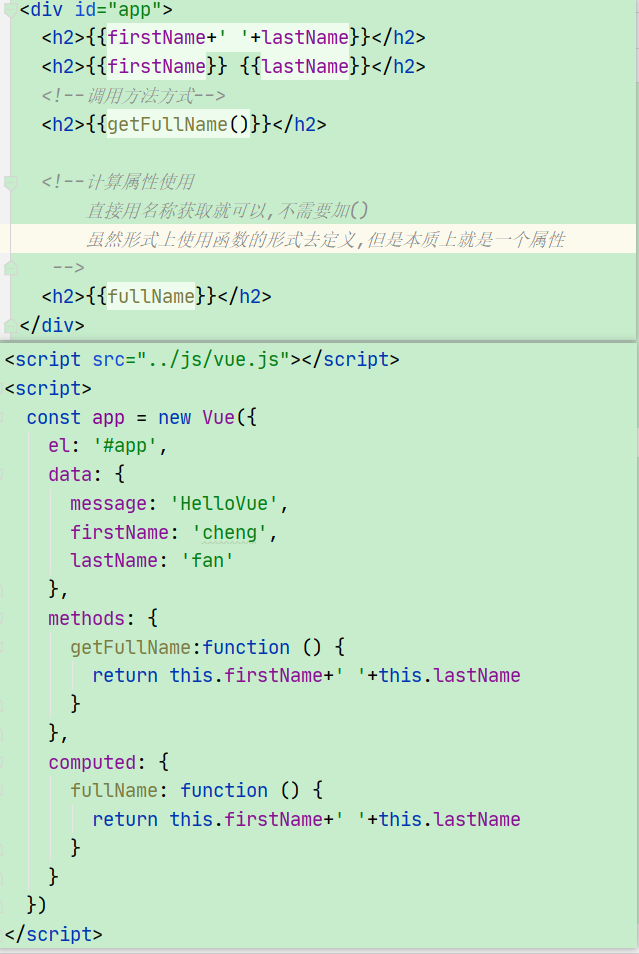 <div id="app">
<h2>{{firstName+' '+lastName}}</h2>
<h2>{{firstName}} {{lastName}}</h2>
<!--调用方法方式-->
<h2>{{getFullName()}}</h2>
<!--计算属性使用
直接用名称获取就可以,不需要加()
虽然形式上使用函数的形式去定义,但是本质上就是一个属性
-->
<h2>{{fullName}}</h2>
</div>
<script src="../js/vue.js"></script>
<script>
const app = new Vue({
el: '#app',
data: {
message: 'HelloVue',
firstName: 'cheng',
lastName: 'fan'
},
methods: {
getFullName:function () {
return this.firstName+' '+this.lastName
}
},
computed: {
fullName: function () {
return this.firstName+' '+this.lastName
}
}
})
</script>